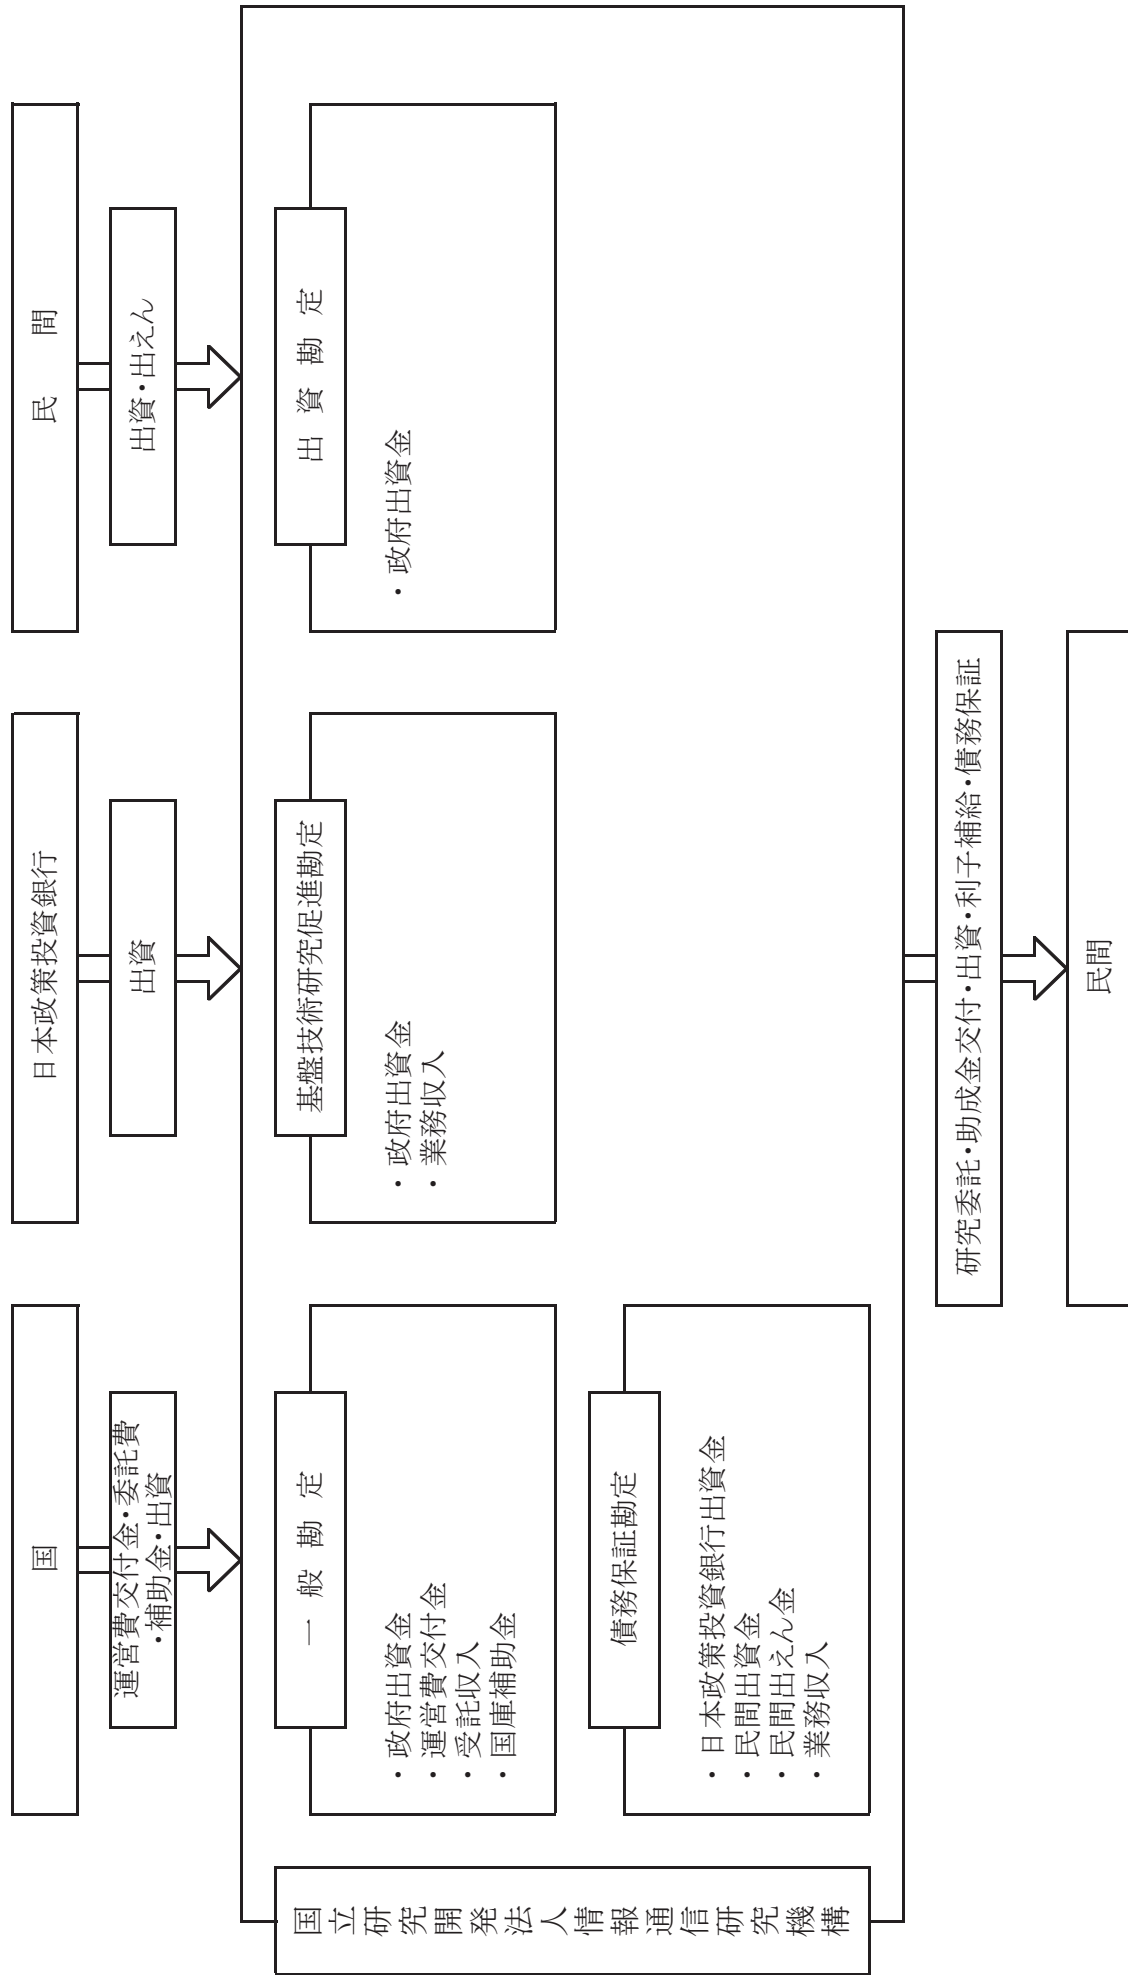 国
日本政策投資銀行
民間
運営費交付金・委託費
・補助金・出資
出資
出資・出えん
国立研究開発法人情報通信研究機構
一般勘定
・政府出資金
・運営費交付金
・受託収入
・国庫補助金
基盤技術研究促進勘定
・政府出資金
・業務収入
出資勘定
・政府出資金
債務保証勘定
・日本政策投資銀行出資金
・民間出資金
・民間出えん金
・業務収入
研究委託・助成金交付・出資・利子補給・債務保証
民間